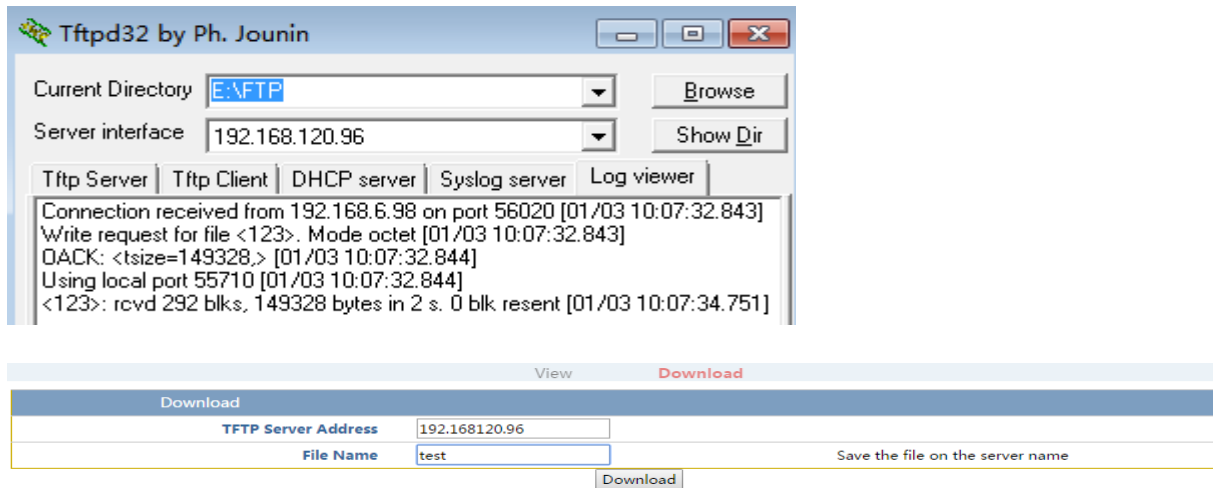 Tftpd32 by Ph. Jounin
Current Directory E:\FTP Browse
Server interface 192.168.120.96 Show Dir
Tftp Server Tftp Client DHCP server Syslog server Log viewer
Connection received from 192.168.6.98 on port 56020 [01/03 10:07:32.843]
Write request for file <123>. Mode octet [01/03 10:07:32.843]
OACK: <tsize=149328,> [01/03 10:07:32.844]
Using local port 55710 [01/03 10:07:32.844]
<123>: rcvd 292 blks, 149328 bytes in 2 s. 0 blk resent [01/03 10:07:34.751]
View Download
Download
TFTP Server Address 192.168120.96
File Name test Save the file on the server name
Download